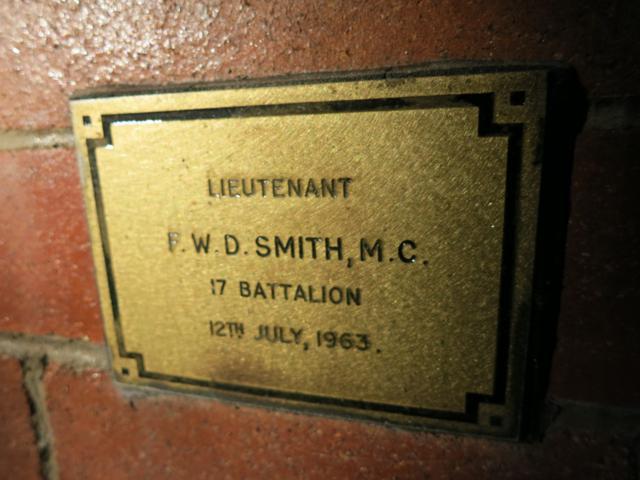 LIEUTENANT
F.W.D. SMITH, M.C.
17 BATTALION
12TH JULY, 1963.